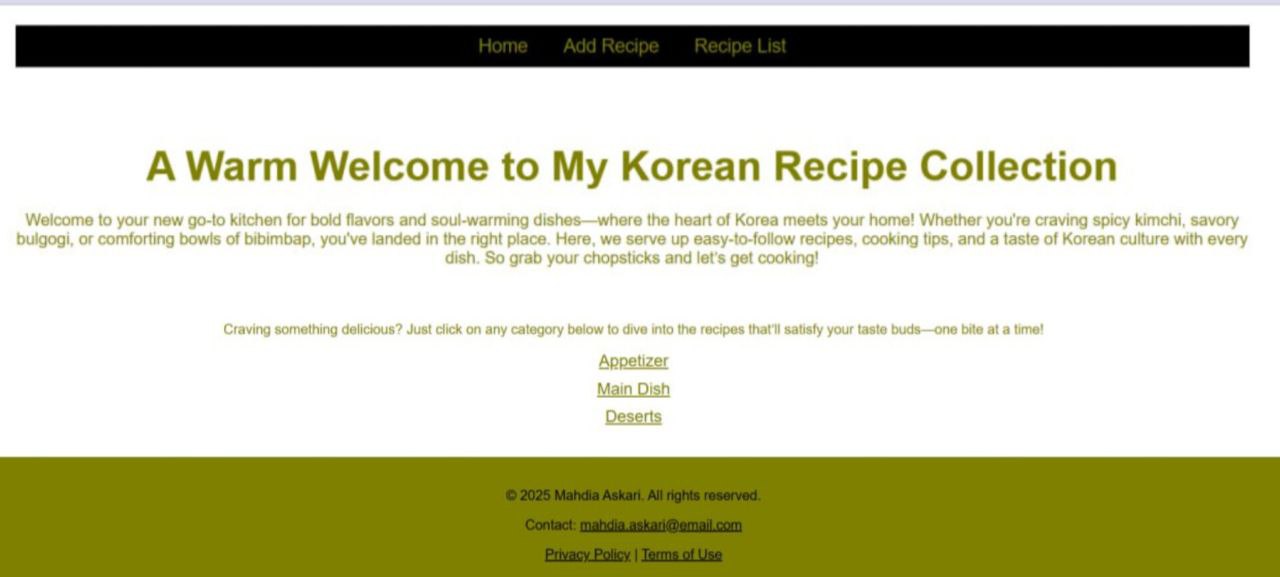 Home Add Recipe Recipe List
A Warm Welcome to My Korean Recipe Collection
Welcome to your new go-to kitchen for bold flavors and soul-warming dishes—where the heart of Korea meets your home! Whether you're craving spicy kimchi, savory
bulgogi, or comforting bowls of bibimbap, you've landed in the right place. Here, we serve up easy-to-follow recipes, cooking tips, and a taste of Korean culture with every
dish. So grab your chopsticks and let's get cooking!
Craving something delicious? Just click on any category below to dive into the recipes that'll satisfy your taste buds—one bite at a time!
Appetizer
Main Dish
Deserts
© 2025 Mahdia Askari. All rights reserved.
Contact: mahdia.askari@email.com
Privacy Policy | Terms of Use